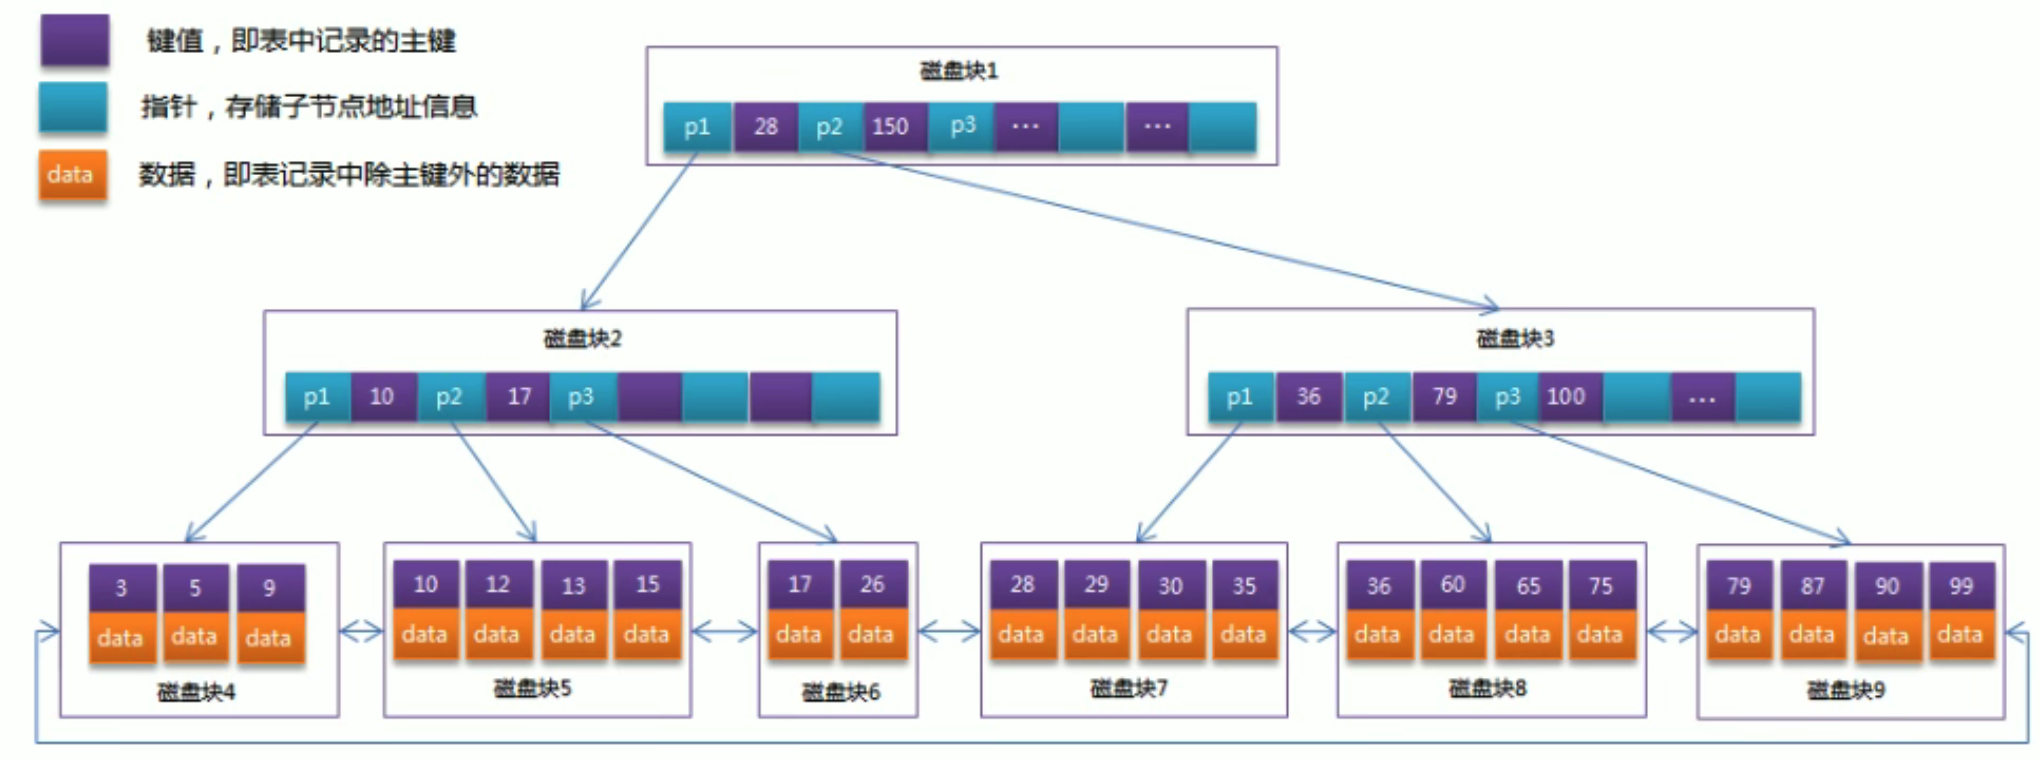 键值，即表中记录的主键
指针，存储子节点地址信息
data 数据，即表记录中除主键外的数据
磁盘块1
p1 28 p2 150 p3 ... ...
磁盘块2
p1 10 p2 17 p3
磁盘块3
p1 36 p2 79 p3 100 ...
3 5 9
data data data
磁盘块4
10 12 13 15
data data data data
磁盘块5
17 26
data data
磁盘块6
28 29 30 35
data data data data
磁盘块7
36 60 65 75
data data data data
磁盘块8
79 87 90 99
data data data data
磁盘块9